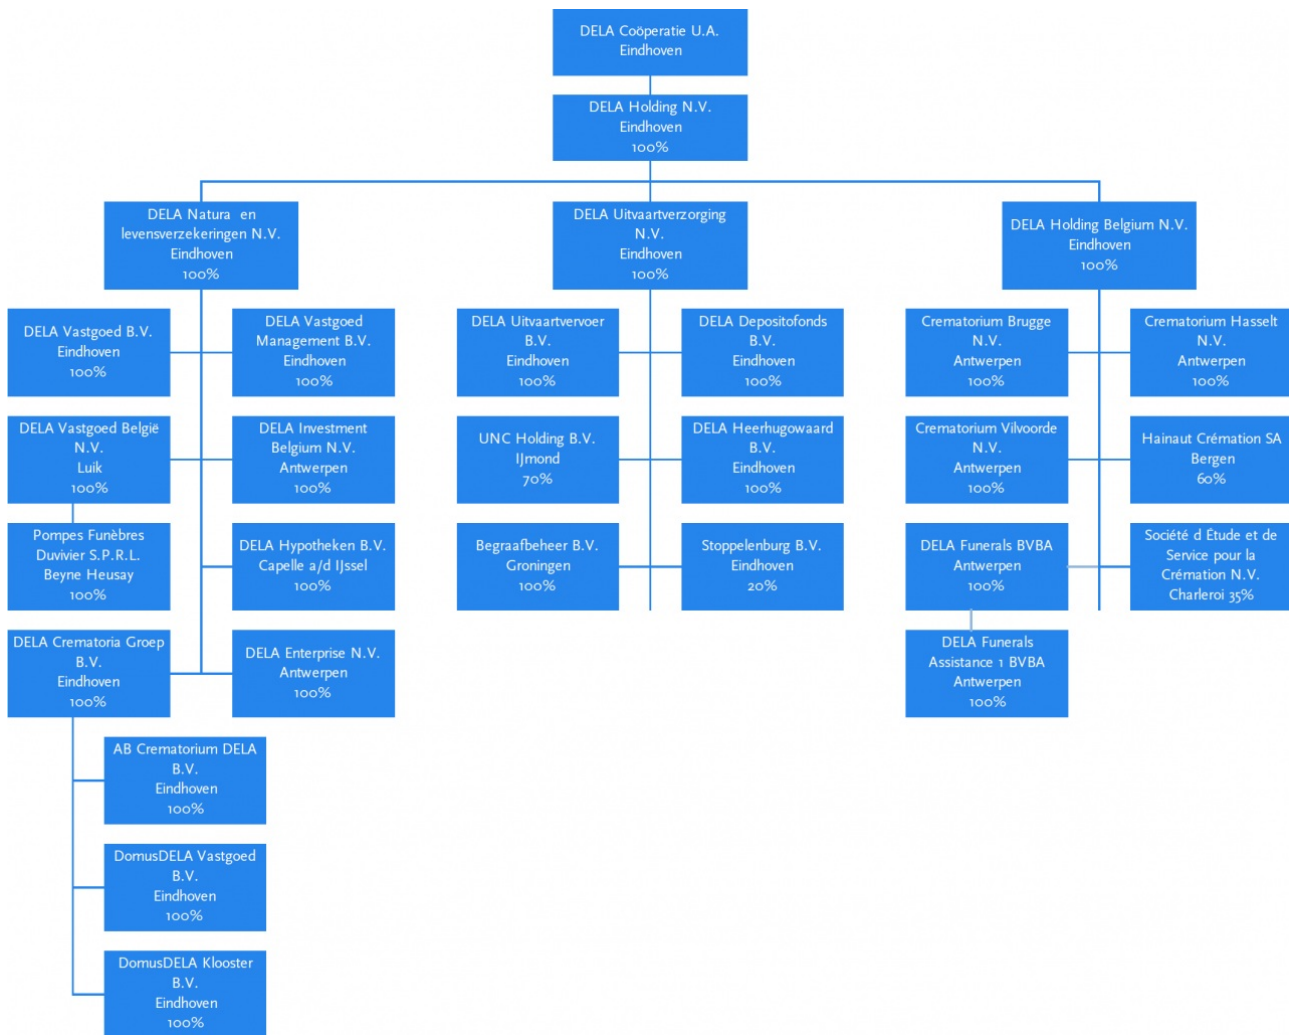 DELA Coöperatie U.A.
Eindhoven
DELA Holding N.V.
Eindhoven
100%
DELA Natura en
levensverzekeringen N.V.
Eindhoven
100%
DELA Uitvaartverzorging
N.V.
Eindhoven
100%
DELA Holding Belgium N.V.
Eindhoven
100%
DELA Vastgoed B.V.
Eindhoven
100%
DELA Vastgoed
Management B.V.
Eindhoven
100%
DELA Uitvaartvervoer
B.V.
Eindhoven
100%
DELA Depositofonds
B.V.
Eindhoven
100%
Crematorium Brugge
N.V.
Antwerpen
100%
Crematorium Hasselt
N.V.
Antwerpen
100%
DELA Vastgoed België
N.V.
Luik
100%
DELA Investment
Belgium N.V.
Antwerpen
100%
UNC Holding B.V.
IJmond
70%
DELA Heerhugowaard
B.V.
Eindhoven
100%
Crematorium Vilvoorde
N.V.
Antwerpen
100%
Hainaut Crémation SA
Bergen
60%
Pompes Funèbres
Duvivier S.P.R.L.
Beyne Heusay
100%
DELA Hypotheken B.V.
Capelle a/d IJssel
100%
Begraafbeheer B.V.
Groningen
100%
Stoppelenburg B.V.
Eindhoven
20%
DELA Funerals BVBA
Antwerpen
100%
Société d Étude et de
Service pour la
Crémation N.V.
Charleroi 35%
DELA Crematoria Groep
B.V.
Eindhoven
100%
DELA Enterprise N.V.
Antwerpen
100%
DELA Funerals
Assistance 1 BVBA
Antwerpen
100%
AB Crematorium DELA
B.V.
Eindhoven
100%
DomusDELA Vastgoed
B.V.
Eindhoven
100%
DomusDELA Klooster
B.V.
Eindhoven
100%